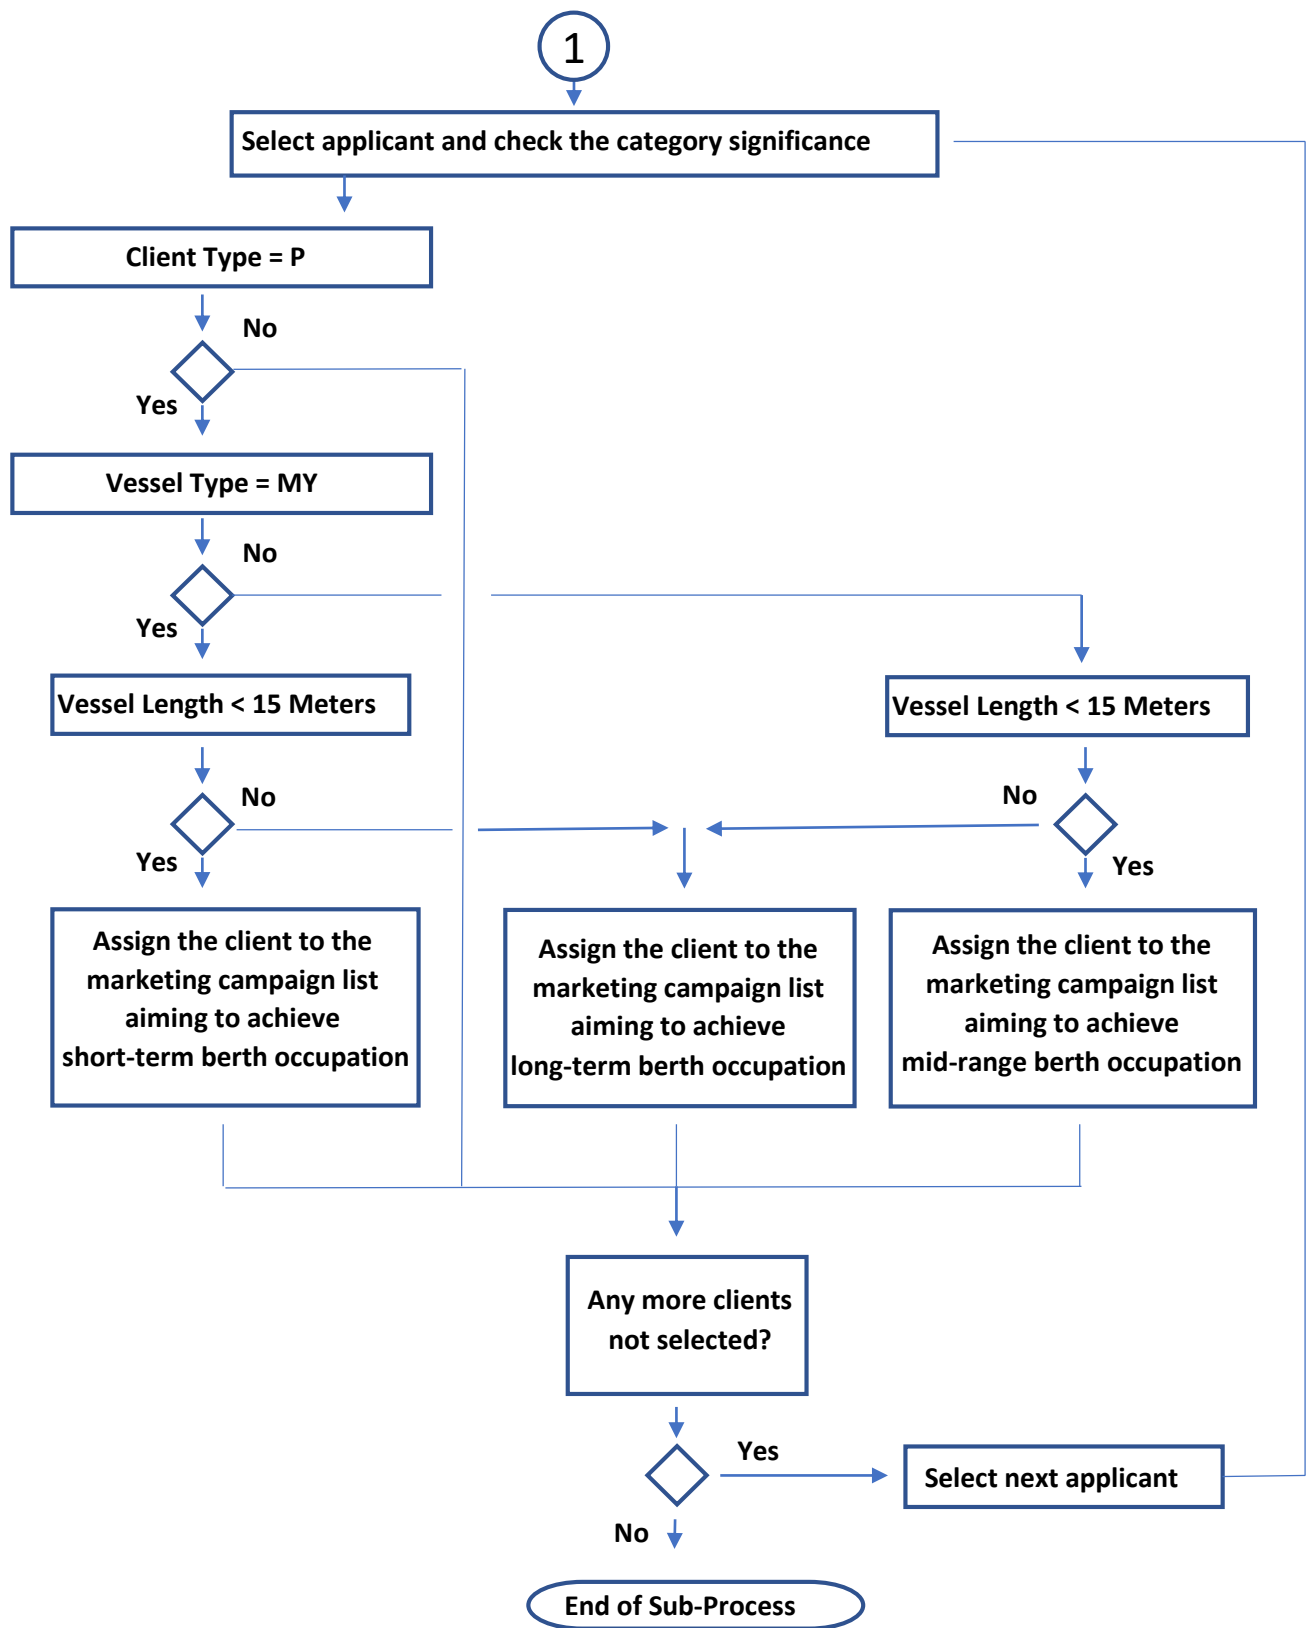 1
Select applicant and check the category significance
Client Type = P
No
Yes
Vessel Type = MY
No
Yes
Vessel Length < 15 Meters
Vessel Length < 15 Meters
No
No
Yes
Yes
Assign the client to the
marketing campaign list
aiming to achieve
short-term berth occupation
Assign the client to the
marketing campaign list
aiming to achieve
long-term berth occupation
Assign the client to the
marketing campaign list
aiming to achieve
mid-range berth occupation
Any more clients
not selected?
Yes
Select next applicant
No
End of Sub-Process